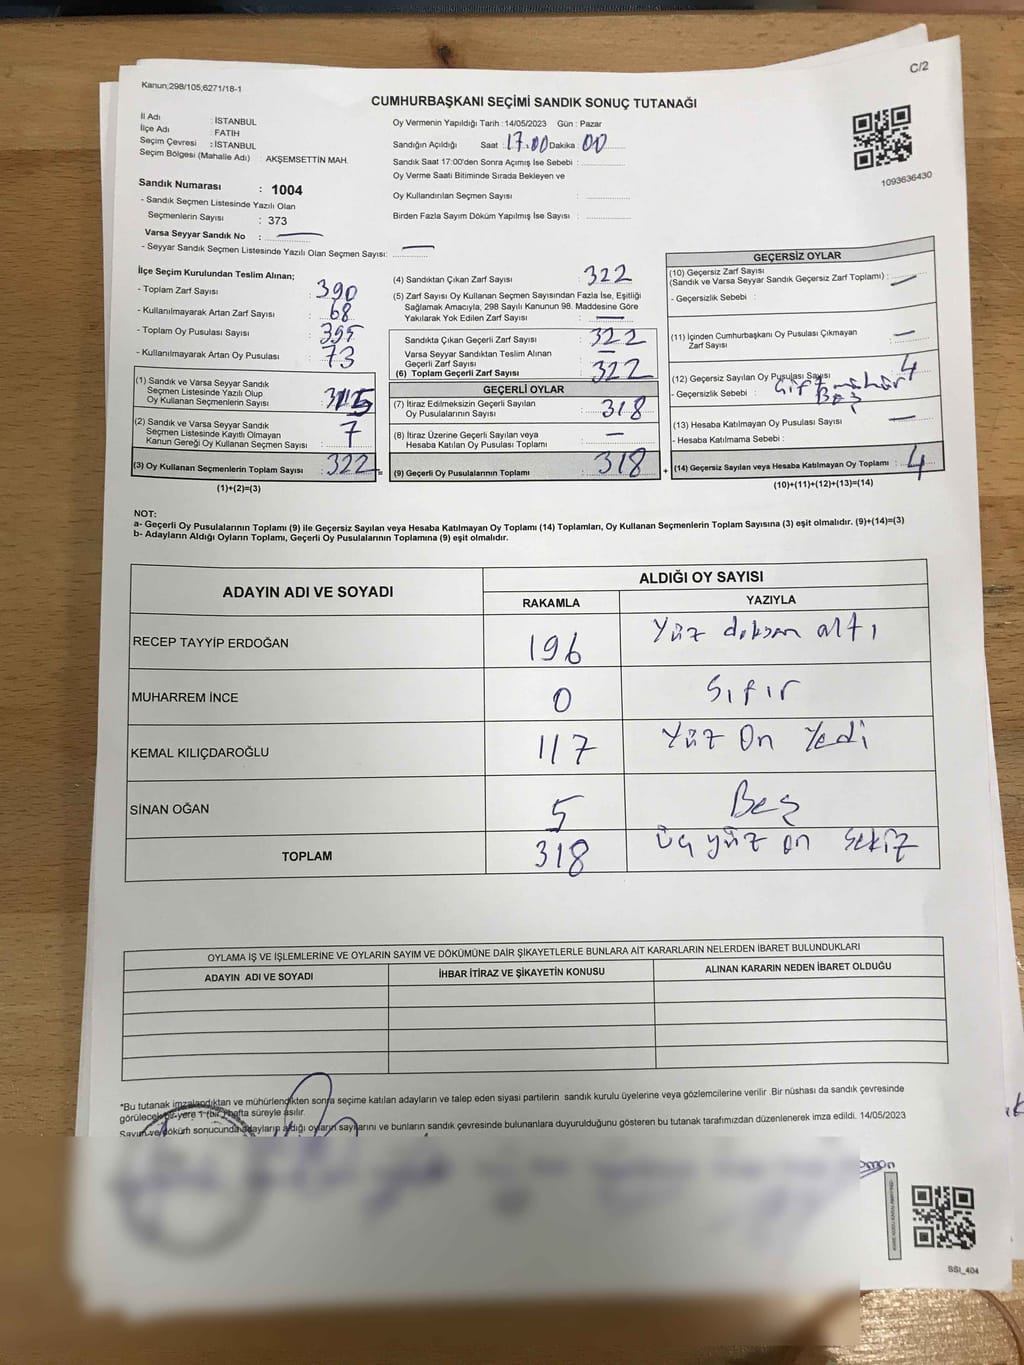 C/2
Kanun;298/105;6271/18-1
CUMHURBAŞKANI SEÇİMİ SANDIK SONUÇ TUTANAĞI
1093636430
İl Adı : İSTANBUL
İlçe Adı : FATİH
Seçim Çevresi : İSTANBUL
Seçim Bölgesi (Mahalle Adı) : AKŞEMSETTİN MAH.
Sandık Numarası : 1004
- Sandık Seçmen Listesinde Yazılı Olan
Seçmenlerin Sayısı : 373
Varsa Seyyar Sandık No : —
- Seyyar Sandık Seçmen Listesinde Yazılı Olan Seçmen Sayısı: —
Oy Vermenin Yapıldığı Tarih : 14/05/2023 Gün : Pazar
Sandığın Açıldığı Saat : 17.00 Dakika : 00
Sandık Saat 17:00'den Sonra Açımış İse Sebebi :
Oy Verme Saati Bitiminde Sırada Bekleyen ve
Oy Kullandırılan Seçmen Sayısı :
Birden Fazla Sayım Döküm Yapılmış İse Sayısı :
İlçe Seçim Kurulundan Teslim Alınan;
- Toplam Zarf Sayısı : 390
- Kullanılmayarak Artan Zarf Sayısı : 68
- Toplam Oy Pusulası Sayısı : 395
- Kullanılmayarak Artan Oy Pusulası : 73
(1) Sandık ve Varsa Seyyar Sandık
Seçmen Listesinde Yazılı Olup
Oy Kullanan Seçmenlerin Sayısı : 315
(2) Sandık ve Varsa Seyyar Sandık
Seçmen Listesinde Kayıtlı Olmayan
Kanun Gereği Oy Kullanan Seçmen Sayısı : 7
(3) Oy Kullanan Seçmenlerin Toplam Sayısı : 322 =
(1)+(2)=(3)
(4) Sandıktan Çıkan Zarf Sayısı : 322
(5) Zarf Sayısı Oy Kullanan Seçmen Sayısından Fazla İse, Eşitliği
Sağlamak Amacıyla, 298 Sayılı Kanunun 98. Maddesine Göre
Yakılarak Yok Edilen Zarf Sayısı : —
Sandıkta Çıkan Geçerli Zarf Sayısı : 322
Varsa Seyyar Sandıktan Teslim Alınan
Geçerli Zarf Sayısı : —
(6) Toplam Geçerli Zarf Sayısı : 322
GEÇERLİ OYLAR
(7) İtiraz Edilmeksizin Geçerli Sayılan
Oy Pusulalarının Sayısı : 318
(8) İtiraz Üzerine Geçerli Sayılan veya
Hesaba Katılan Oy Pusulası Toplamı : —
(9) Geçerli Oy Pusulalarının Toplamı : 318 +
GEÇERSİZ OYLAR
(10) Geçersiz Zarf Sayısı
(Sandık ve Varsa Seyyar Sandık Geçersiz Zarf Toplamı) : —
- Geçersizlik Sebebi :
(11) İçinden Cumhurbaşkanı Oy Pusulası Çıkmayan
Zarf Sayısı : —
(12) Geçersiz Sayılan Oy Pusulası Sayısı : 4
- Geçersizlik Sebebi : Çift mühür
(13) Hesaba Katılmayan Oy Pusulası Sayısı : —
- Hesaba Katılmama Sebebi :
(14) Geçersiz Sayılan veya Hesaba Katılmayan Oy Toplamı : 4
(10)+(11)+(12)+(13)=(14)
NOT:
a- Geçerli Oy Pusulalarının Toplamı (9) ile Geçersiz Sayılan veya Hesaba Katılmayan Oy Toplamı (14) Toplamları, Oy Kullanan Seçmenlerin Toplam Sayısına (3) eşit olmalıdır. (9)+(14)=(3)
b- Adayların Aldığı Oyların Toplamı, Geçerli Oy Pusulalarının Toplamına (9) eşit olmalıdır.
ADAYIN ADI VE SOYADI ALDIĞI OY SAYISI
RAKAMLA YAZIYLA
RECEP TAYYİP ERDOĞAN 196 Yüz doksan altı
MUHARREM İNCE 0 Sıfır
KEMAL KILIÇDAROĞLU 117 Yüz On Yedi
SİNAN OĞAN 5 Beş
TOPLAM 318 Üç yüz on sekiz
OYLAMA İŞ VE İŞLEMLERİNE VE OYLARIN SAYIM VE DÖKÜMÜNE DAİR ŞİKAYETLERLE BUNLARA AİT KARARLARIN NELERDEN İBARET BULUNDUKLARI
ADAYIN ADI VE SOYADI İHBAR İTİRAZ VE ŞİKAYETİN KONUSU ALINAN KARARIN NEDEN İBARET OLDUĞU
*Bu tutanak imzalandıktan ve mühürlendikten sonra seçime katılan adayların ve talep eden siyasi partilerin sandık kurulu üyelerine veya gözlemcilerine verilir .Bir nüshası da sandık çevresinde
görülecek bir yere 1 (bir) hafta süreyle asılır.
Sayım ve döküm sonucunda adayların aldığı oyların sayılarını ve bunların sandık çevresinde bulunanlara duyurulduğunu gösteren bu tutanak tarafımızdan düzenlenerek imza edildi. 14/05/2023
SSI_404